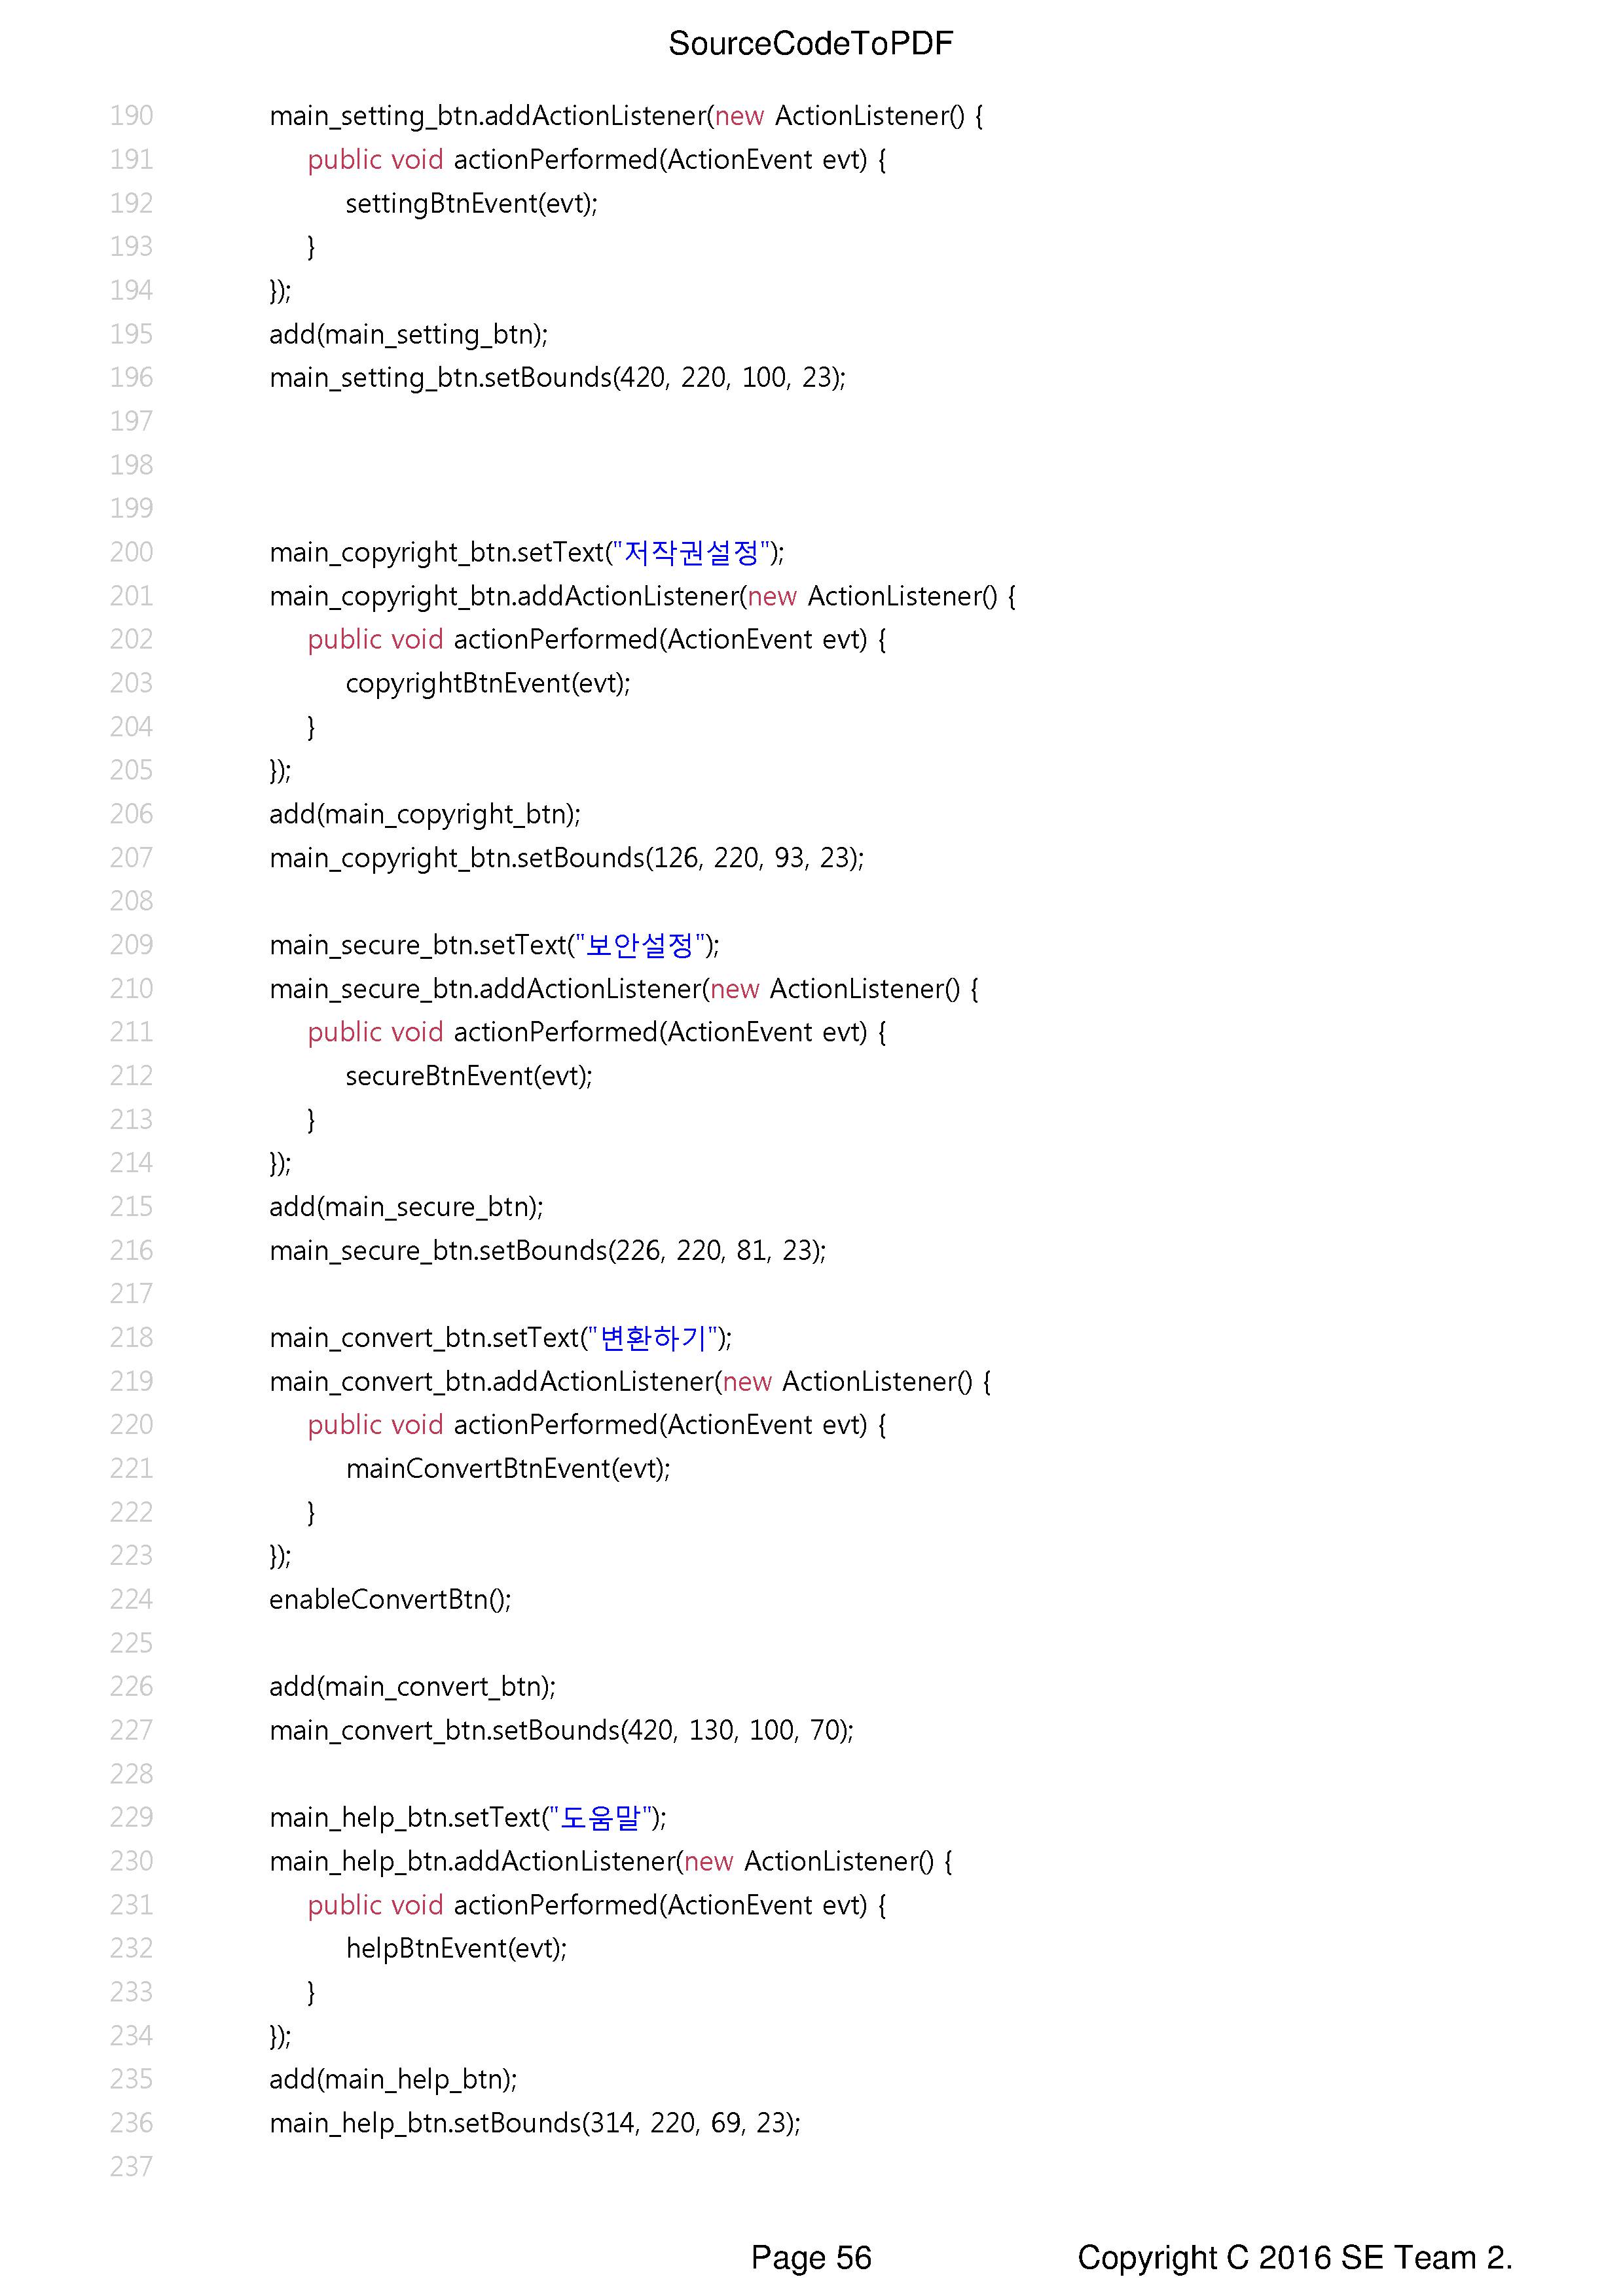 SourceCodeToPDF
190 main_setting_btn.addActionListener(new ActionListener() {
191 public void actionPerformed(ActionEvent evt) {
192 settingBtnEvent(evt);
193 }
194 });
195 add(main_setting_btn);
196 main_setting_btn.setBounds(420, 220, 100, 23);
197
198
199
200 main_copyright_btn.setText("저작권설정");
201 main_copyright_btn.addActionListener(new ActionListener() {
202 public void actionPerformed(ActionEvent evt) {
203 copyrightBtnEvent(evt);
204 }
205 });
206 add(main_copyright_btn);
207 main_copyright_btn.setBounds(126, 220, 93, 23);
208
209 main_secure_btn.setText("보안설정");
210 main_secure_btn.addActionListener(new ActionListener() {
211 public void actionPerformed(ActionEvent evt) {
212 secureBtnEvent(evt);
213 }
214 });
215 add(main_secure_btn);
216 main_secure_btn.setBounds(226, 220, 81, 23);
217
218 main_convert_btn.setText("변환하기");
219 main_convert_btn.addActionListener(new ActionListener() {
220 public void actionPerformed(ActionEvent evt) {
221 mainConvertBtnEvent(evt);
222 }
223 });
224 enableConvertBtn();
225
226 add(main_convert_btn);
227 main_convert_btn.setBounds(420, 130, 100, 70);
228
229 main_help_btn.setText("도움말");
230 main_help_btn.addActionListener(new ActionListener() {
231 public void actionPerformed(ActionEvent evt) {
232 helpBtnEvent(evt);
233 }
234 });
235 add(main_help_btn);
236 main_help_btn.setBounds(314, 220, 69, 23);
237
Page 56 Copyright C 2016 SE Team 2.